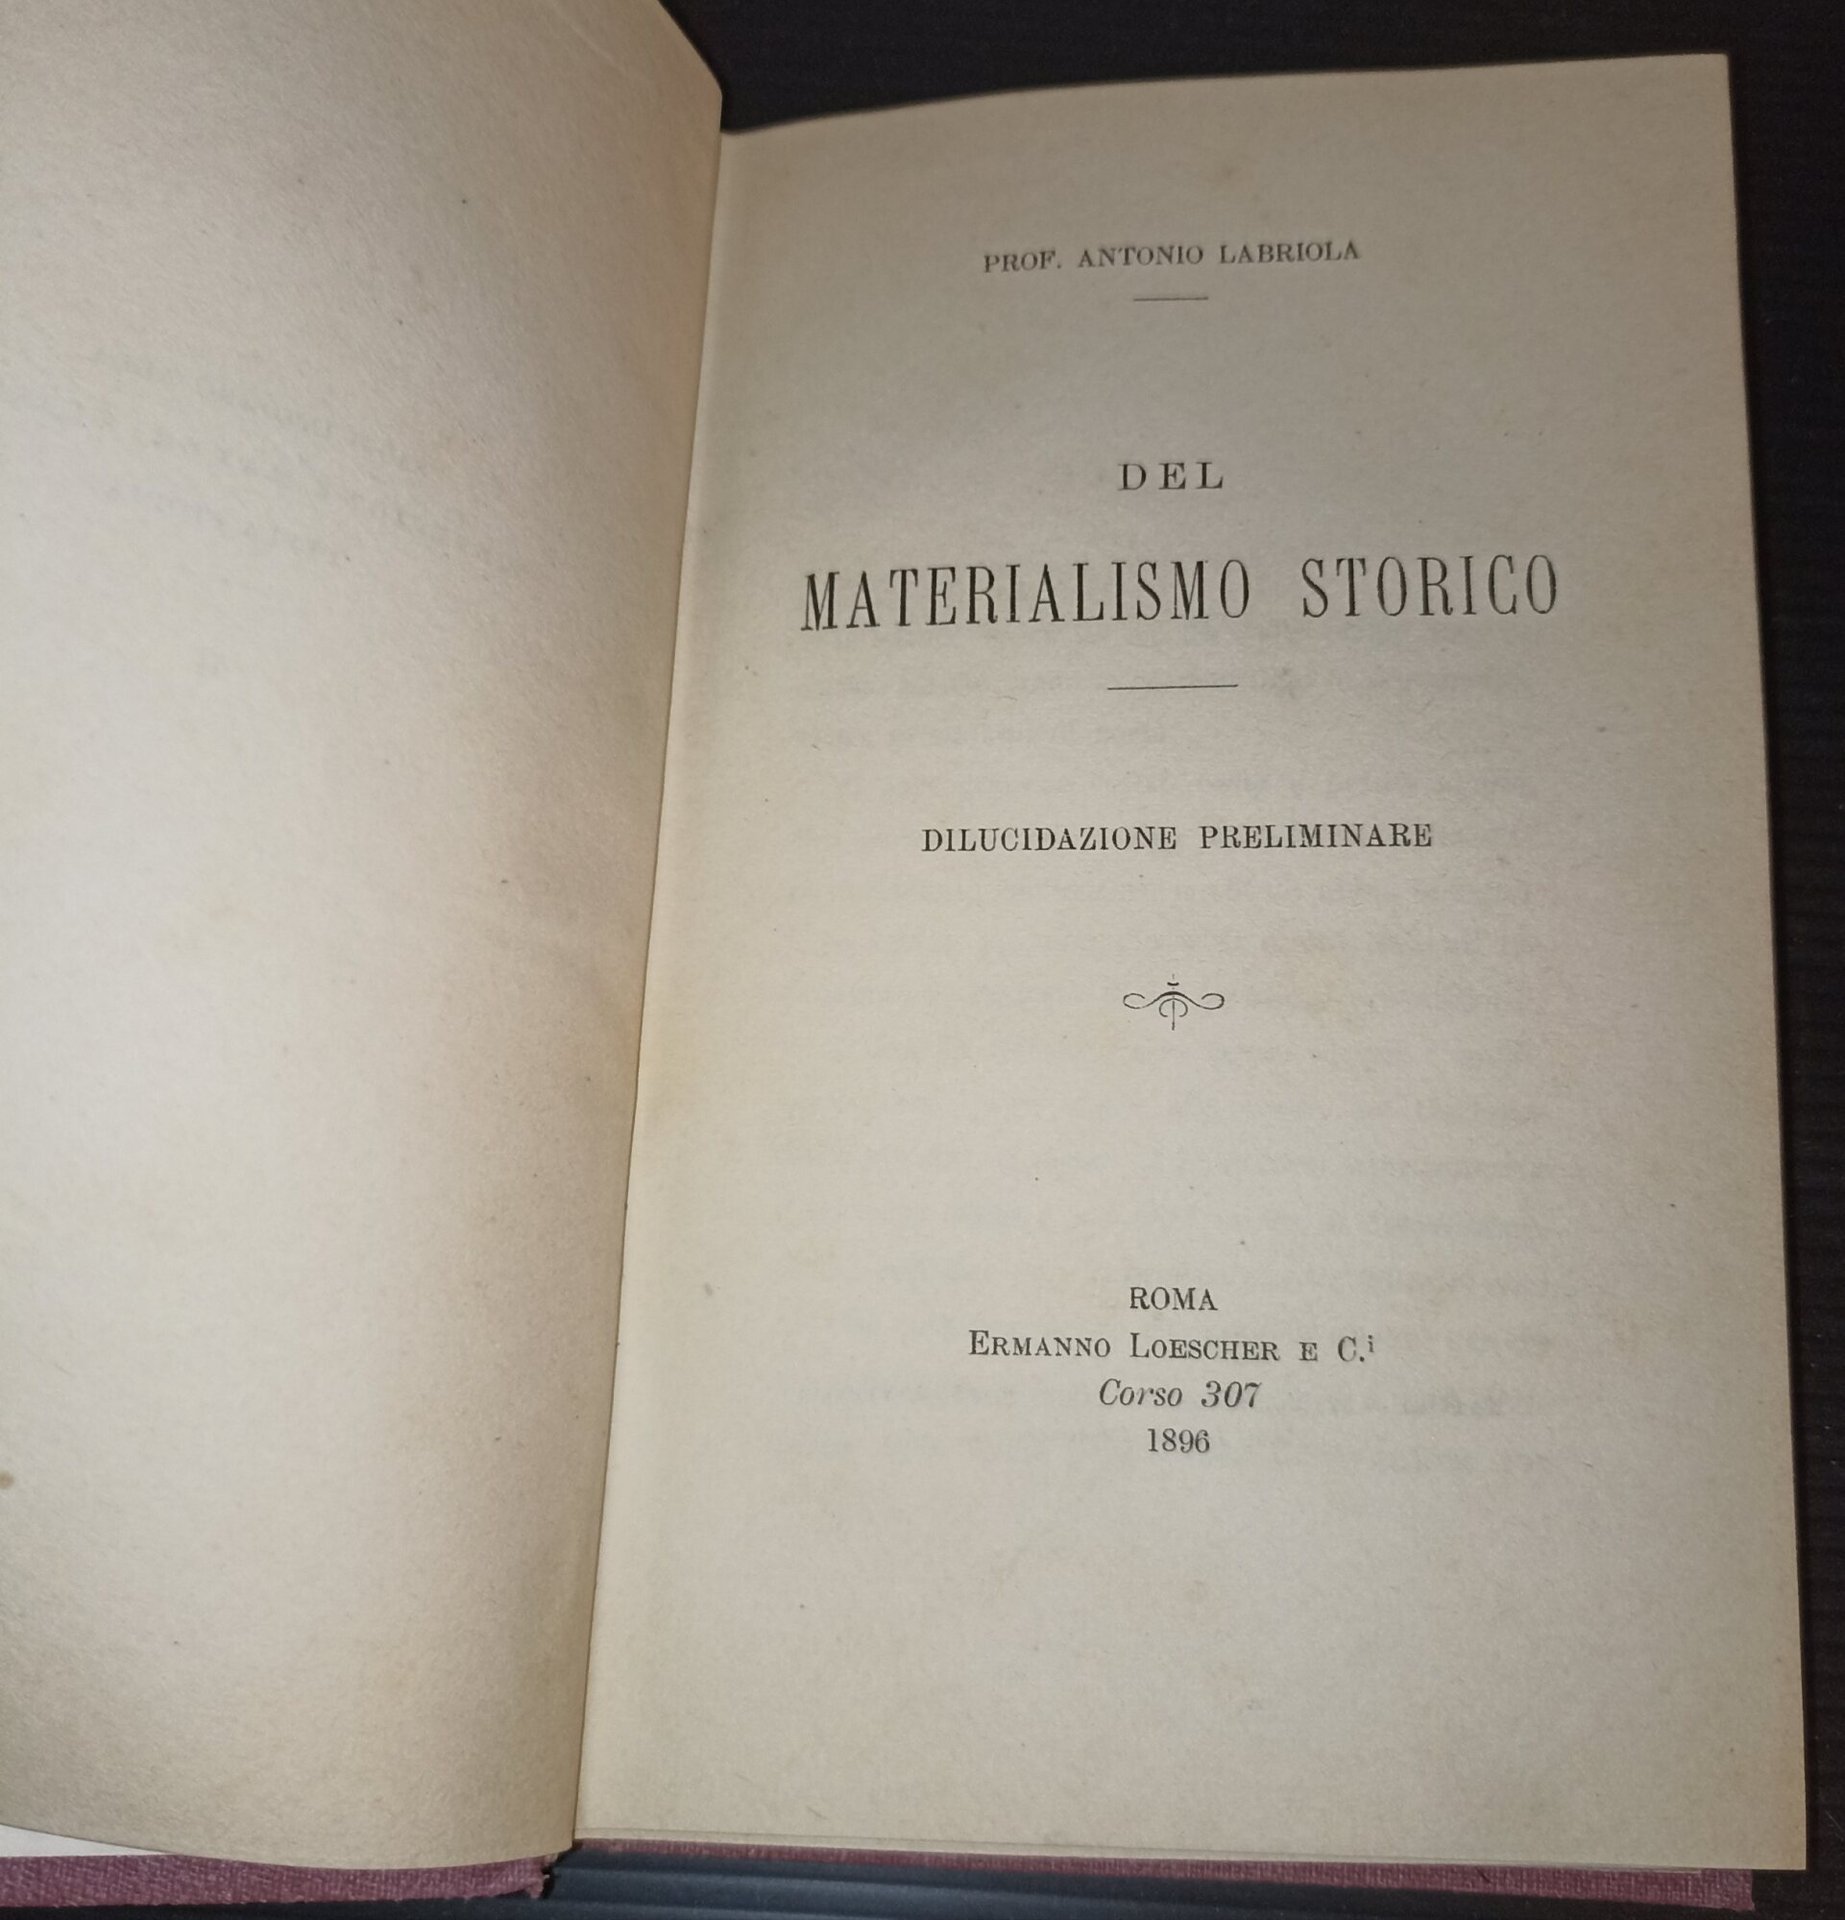 PROF. ANTONIO LABRIOLA
DEL
MATERIALISMO STORICO
DILUCIDAZIONE PRELIMINARE
ROMA
ERMANNO LOESCHER E C.i
Corso 307
1896